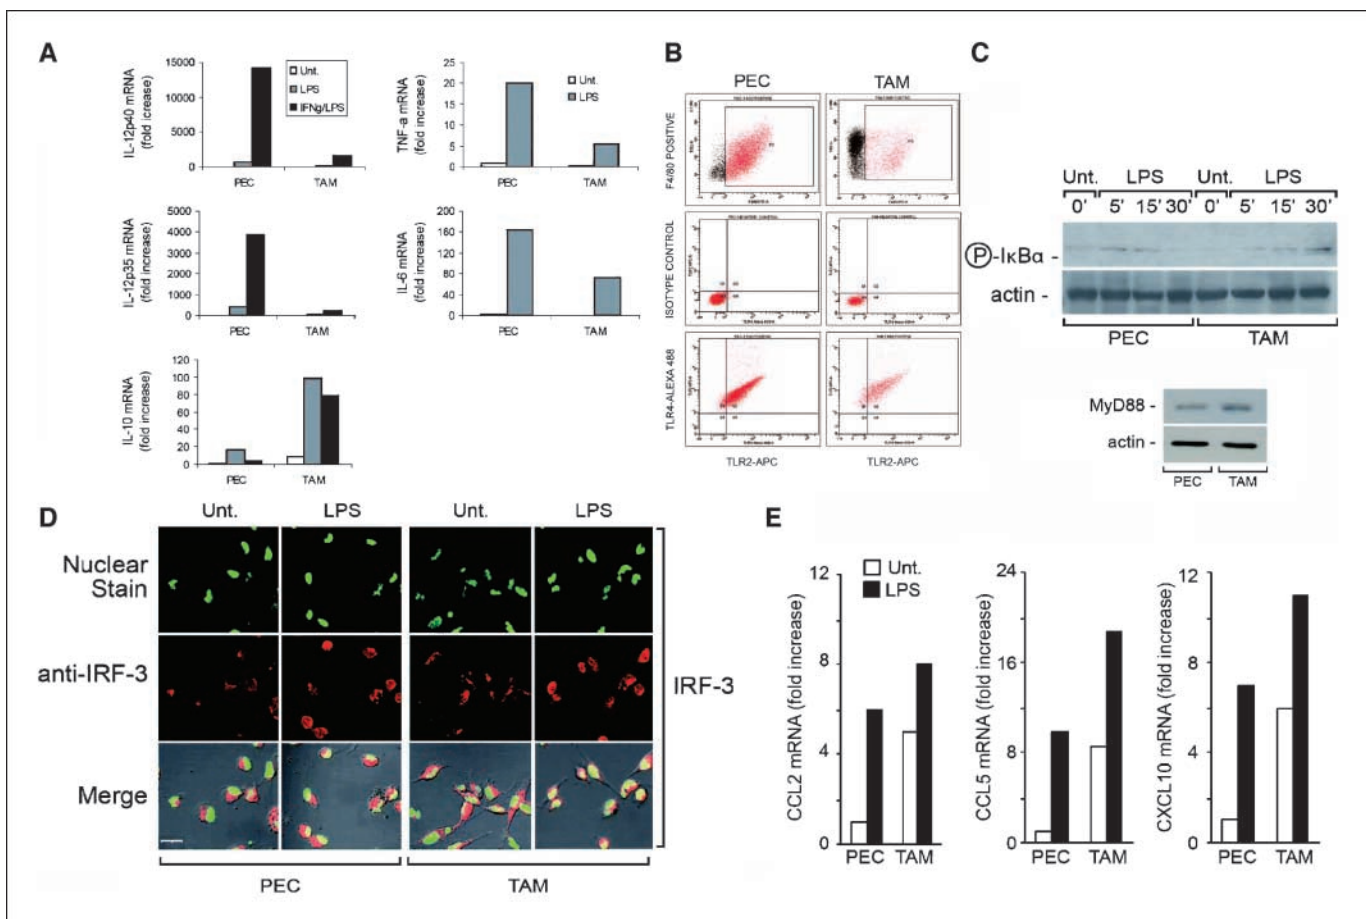 A
IL-12p40 mRNA
(fold increase)
15000
10000
5000
0
Unt.
LPS
IFNg/LPS
PEC
TAM
TNF-a mRNA
(fold increase)
25
20
15
10
5
0
Unt.
LPS
PEC
TAM
IL-12p35 mRNA
(fold increase)
5000
4000
3000
2000
1000
0
PEC
TAM
IL-6 mRNA
(fold increase)
200
160
120
80
40
0
PEC
TAM
IL-10 mRNA
(fold increase)
120
100
80
60
40
20
0
PEC
TAM
B
PEC
TAM
F4/80 POSITIVE
ISOTYPE CONTROL
TLR4-ALEXA 488
TLR2-APC
TLR2-APC
C
Unt.
LPS
Unt.
LPS
0' 5' 15' 30' 0' 5' 15' 30'
P-IκBα -
actin -
PEC
TAM
MyD88 -
actin -
PEC
TAM
D
Unt.
LPS
Unt.
LPS
Nuclear
Stain
anti-IRF-3
Merge
IRF-3
PEC
TAM
E
CCL2 mRNA (fold increase)
12
8
4
0
Unt.
LPS
PEC
TAM
CCL5 mRNA (fold increase)
24
16
8
0
PEC
TAM
CXCL10 mRNA (fold increase)
12
8
4
0
PEC
TAM